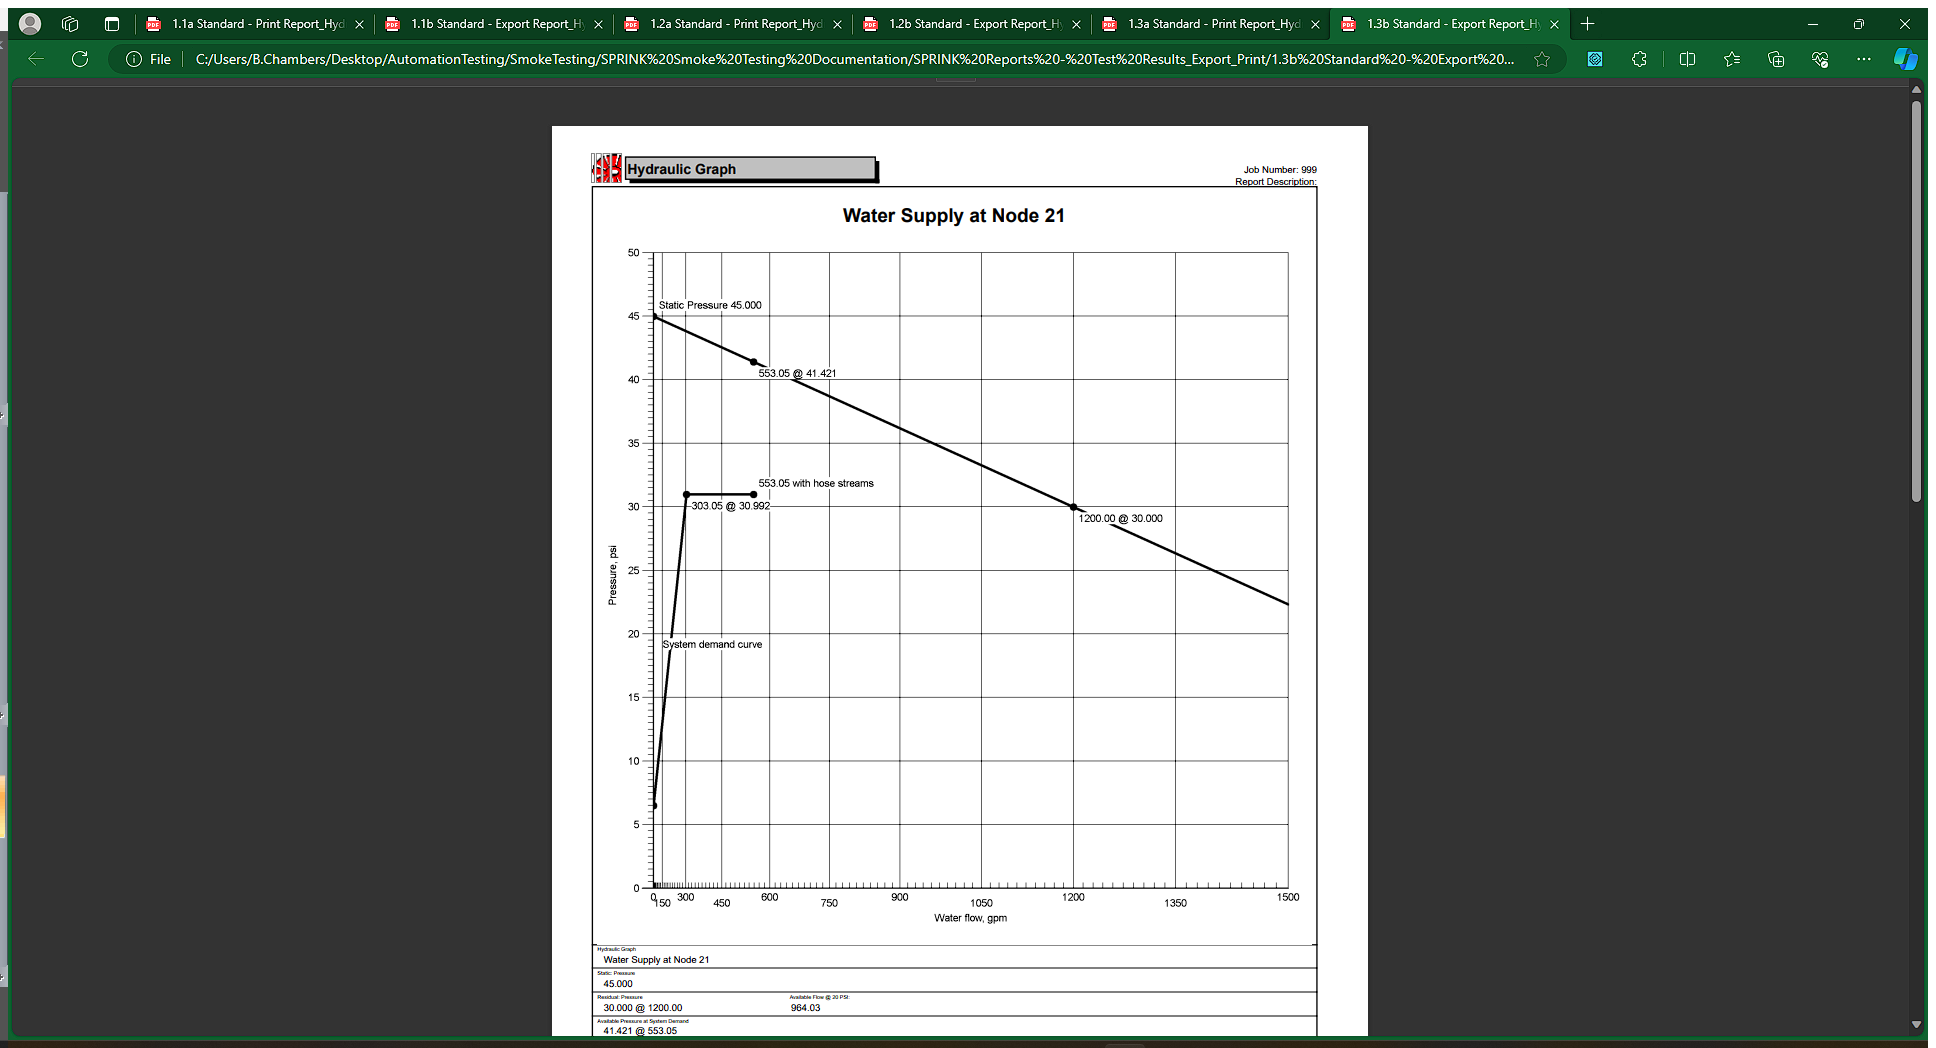 1.1a Standard - Print Report_Hyd
1.1b Standard - Export Report_H
1.2a Standard - Print Report_Hyd
1.2b Standard - Export Report_H
1.3a Standard - Print Report_Hyd
1.3b Standard - Export Report_H
File
C:/Users/B.Chambers/Desktop/AutomationTesting/SmokeTesting/SPRINK%20Smoke%20Testing%20Documentation/SPRINK%20Reports%20-%20Test%20Results_Export_Print/1.3b%20Standard%20-%20Export%20...
Hydraulic Graph
Job Number: 999
Report Description:
Water Supply at Node 21
50
Static Pressure 45.000
45
553.05 @ 41.421
40
35
553.05 with hose streams
303.05 @ 30.992
30
1200.00 @ 30.000
Pressure, psi
25
20
System demand curve
15
10
5
0
0 150 300 450 600 750 900 1050 1200 1350 1500
Water flow, gpm
Hydraulic Graph
Water Supply at Node 21
Static: Pressure
45.000
Residual: Pressure
Available Flow @ 20 PSI:
30.000 @ 1200.00
964.03
Available Pressure at System Demand
41.421 @ 553.05